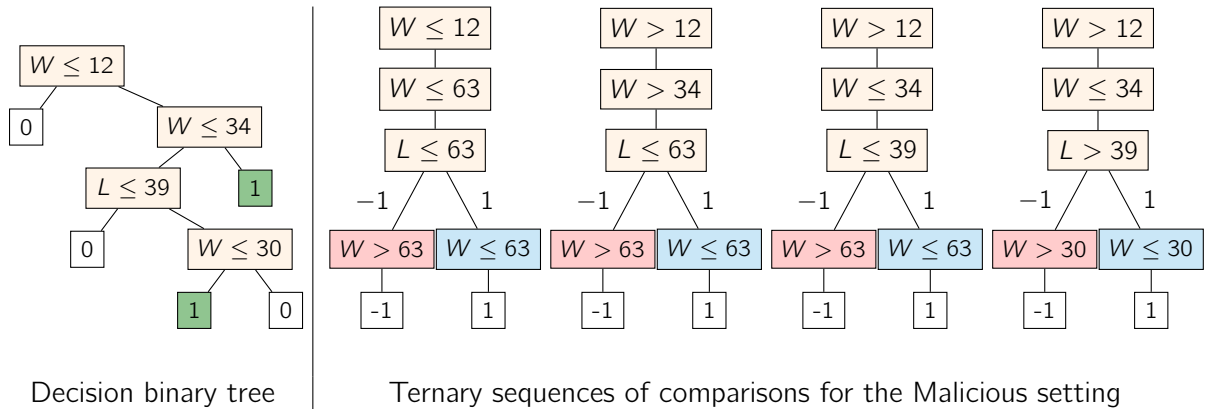 W ≤ 12
0
W ≤ 34
L ≤ 39
1
0
W ≤ 30
1
0
Decision binary tree
W ≤ 12
W ≤ 63
L ≤ 63
−1
1
W > 63
W ≤ 63
-1
1
W > 12
W > 34
L ≤ 63
−1
1
W > 63
W ≤ 63
-1
1
W > 12
W ≤ 34
L ≤ 39
−1
1
W > 63
W ≤ 63
-1
1
W > 12
W ≤ 34
L > 39
−1
1
W > 30
W ≤ 30
-1
1
Ternary sequences of comparisons for the Malicious setting